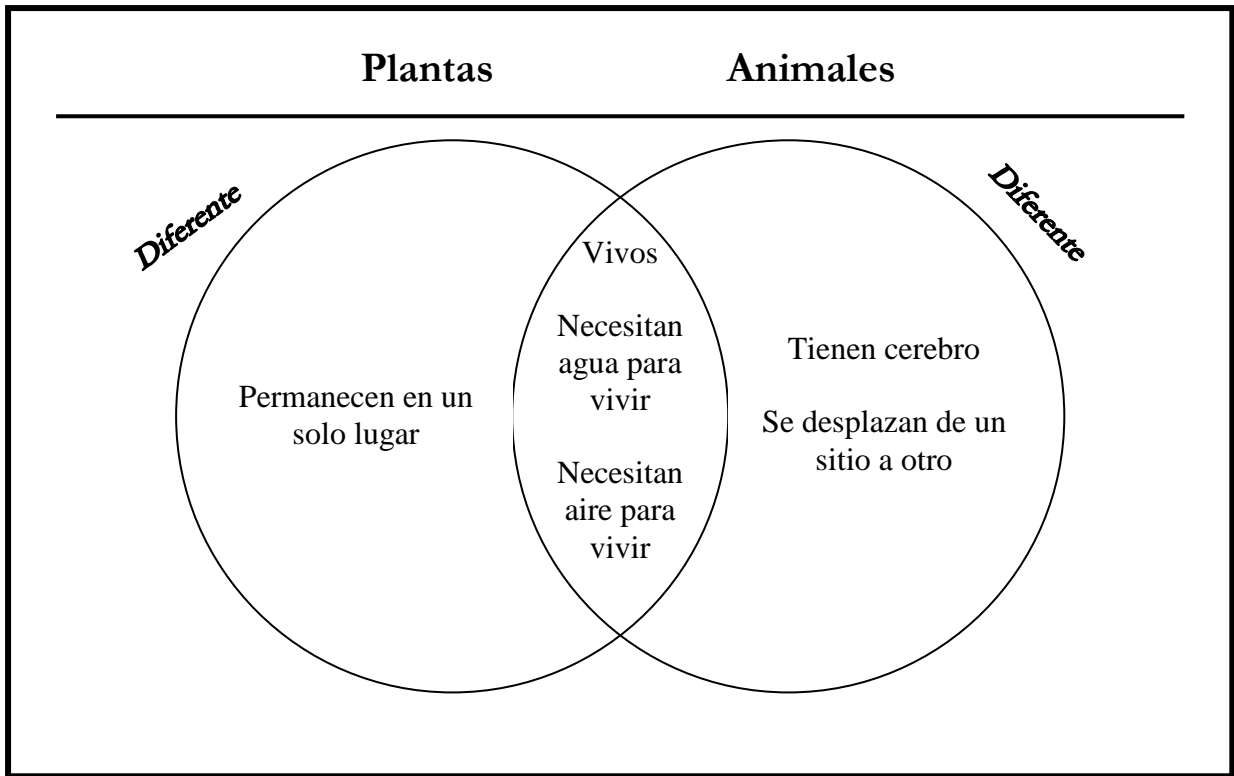 Plantas
Animales
Diferente
Diferente
Permanecen en un
solo lugar
Vivos
Necesitan
agua para
vivir
Necesitan
aire para
vivir
Tienen cerebro
Se desplazan de un
sitio a otro